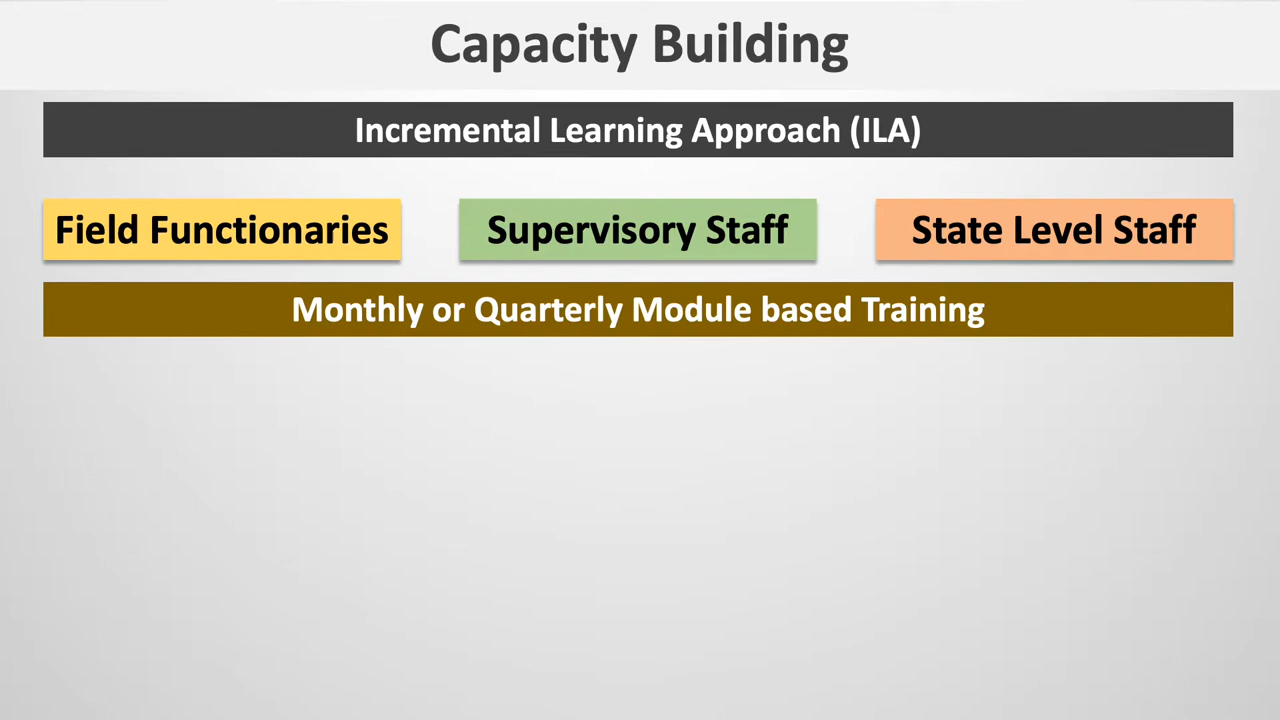 Capacity Building
Incremental Learning Approach (ILA)
Field Functionaries
Supervisory Staff
State Level Staff
Monthly or Quarterly Module based Training